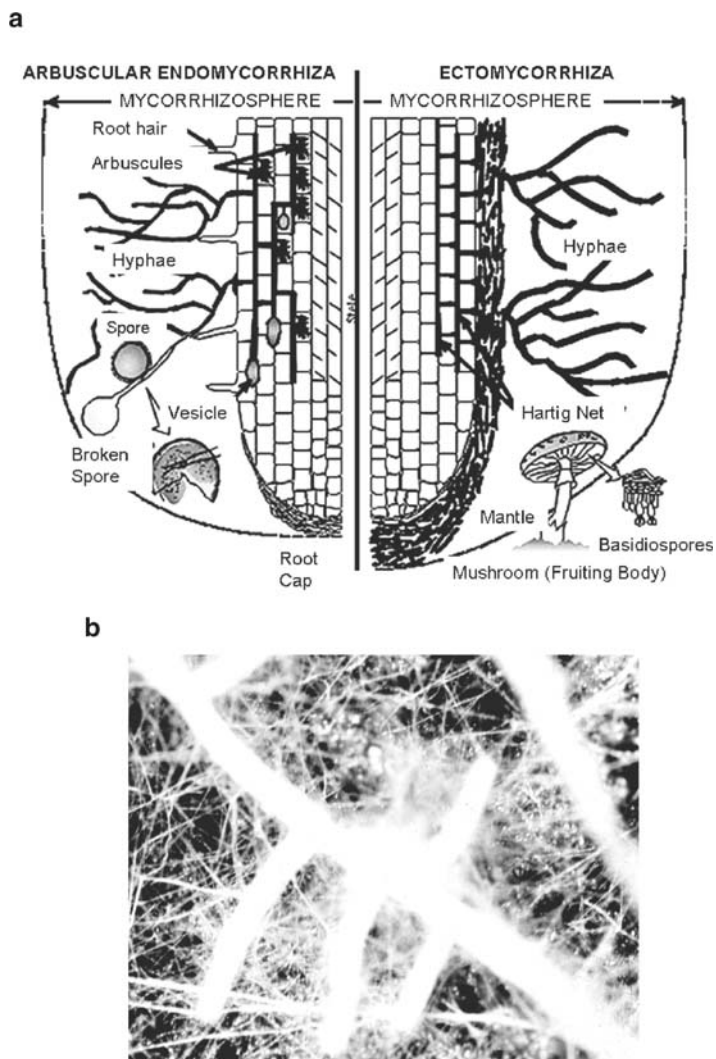 a
ARBUSCULAR ENDOMYCORRHIZA
ECTOMYCORRHIZA
MYCORRHIZOSPHERE
MYCORRHIZOSPHERE
Root hair
Arbuscules
Hyphae
Hyphae
Stele
Spore
Vesicle
Hartig Net
Broken
Spore
Mantle
Basidiospores
Root
Cap
Mushroom (Fruiting Body)
b